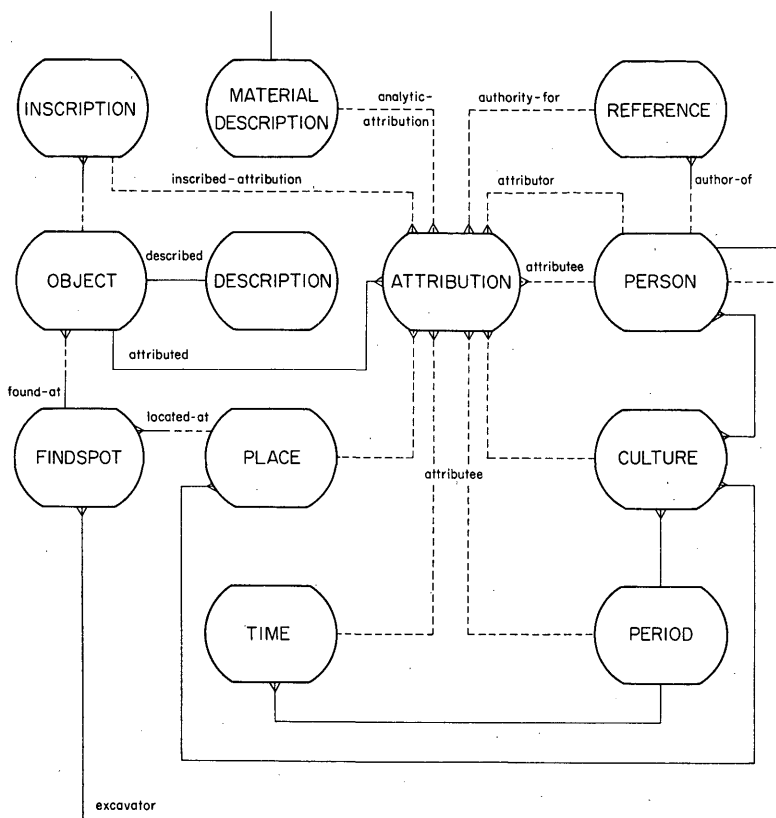 INSCRIPTION
MATERIAL
DESCRIPTION
analytic-
attribution
authority-for
REFERENCE
inscribed-attribution
attributor
author-of
OBJECT
described
DESCRIPTION
ATTRIBUTION
attributee
PERSON
attributed
found-at
located-at
FINDSPOT
PLACE
attributee
CULTURE
TIME
PERIOD
excavator